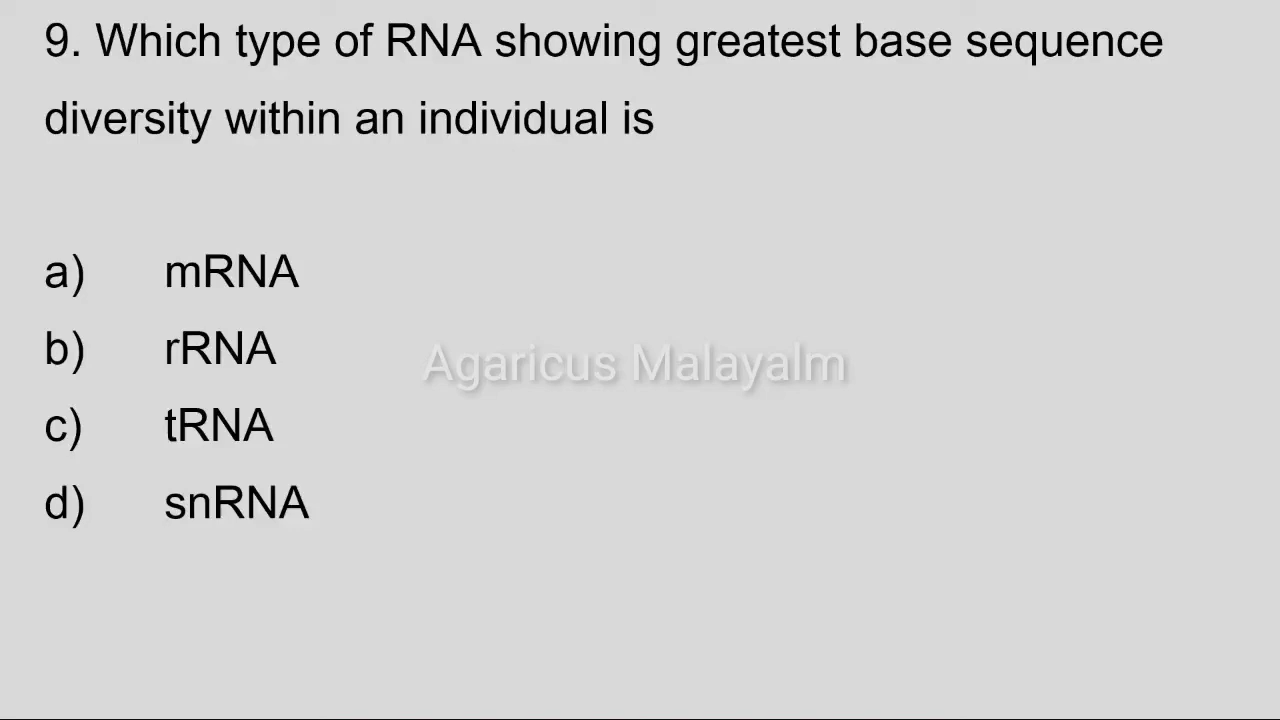 9. Which type of RNA showing greatest base sequence
diversity within an individual is
a) mRNA
b) rRNA
Agaricus Malayalm
c) tRNA
d) snRNA